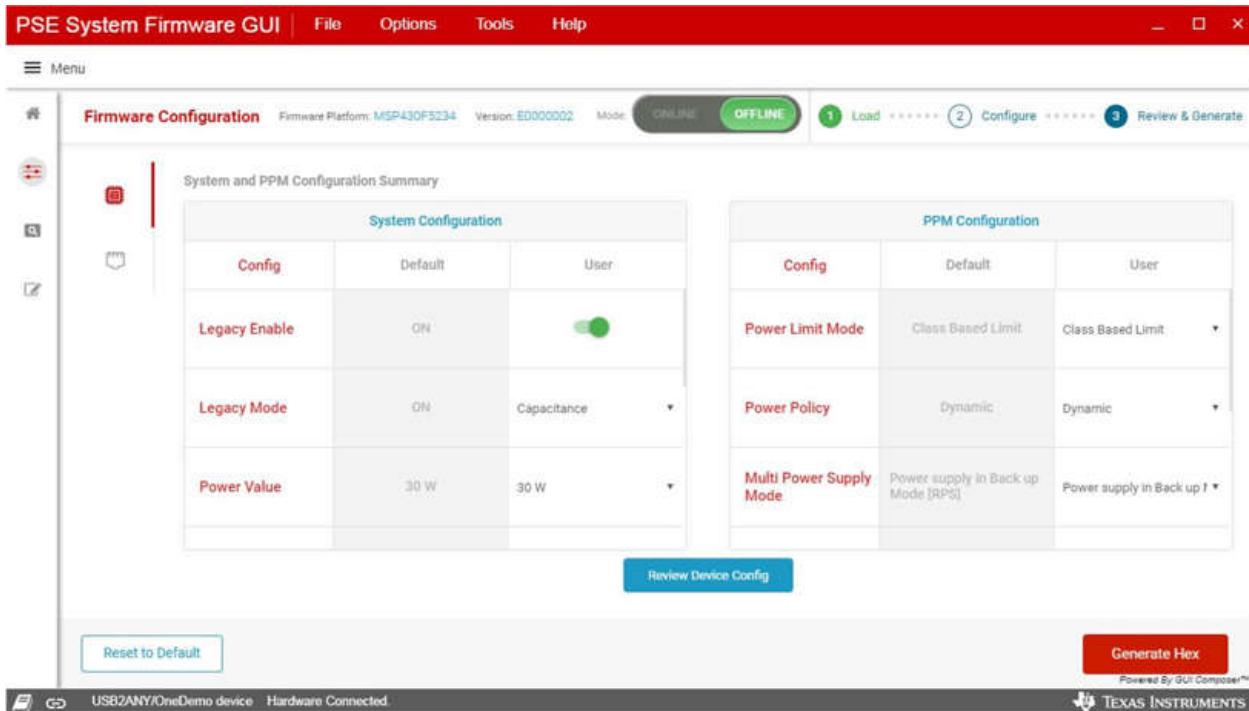 PSE System Firmware GUI File Options Tools Help
Menu
Firmware Configuration Firmware Platform: MSP430F5234 Version: E0000002 Mode: ONLINE OFFLINE 1 Load 2 Configure 3 Review & Generate
System and PPM Configuration Summary
System Configuration
Config Default User
Legacy Enable ON
Legacy Mode ON Capacitance
Power Value 30 W 30 W
PPM Configuration
Config Default User
Power Limit Mode Class Based Limit Class Based Limit
Power Policy Dynamic Dynamic
Multi Power Supply Mode Power supply in Back up Mode [RPS] Power supply in Back up
Review Device Config
Reset to Default
Generate Hex
Powered By GUI Composer™
USB2ANY/OneDemo device Hardware Connected.
TEXAS INSTRUMENTS